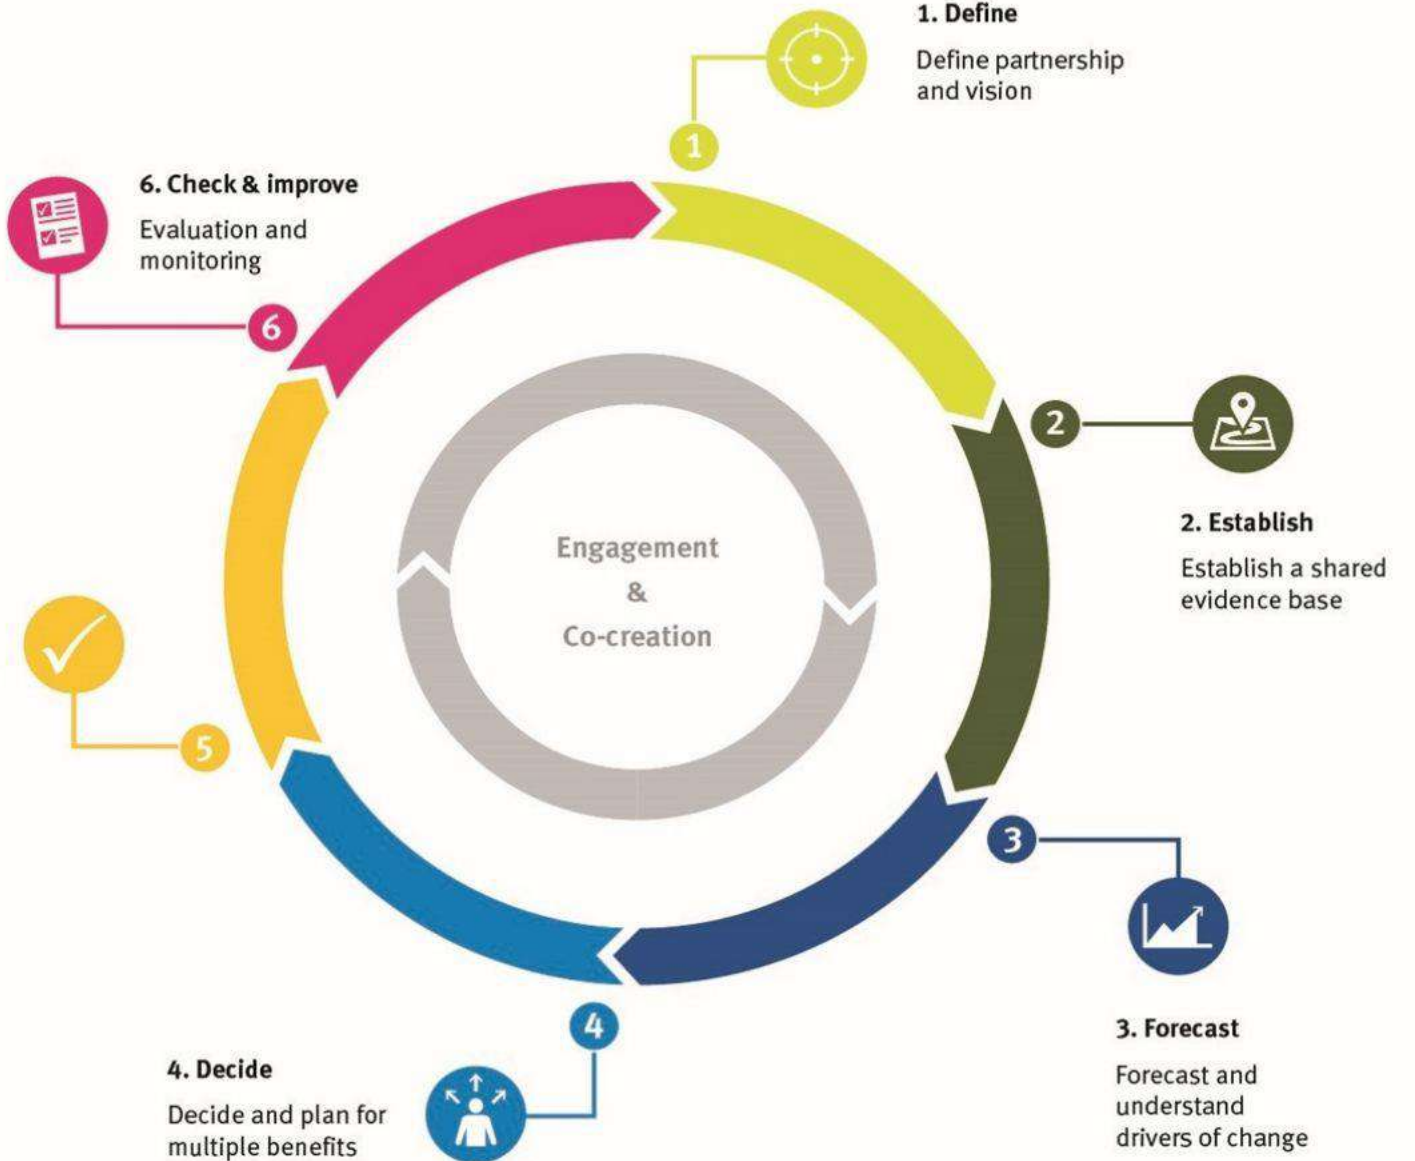 1. Define
Define partnership
and vision
1
6. Check & improve
Evaluation and
monitoring
6
2
2. Establish
Establish a shared
evidence base
Engagement
&
Co-creation
5
3
3. Forecast
Forecast and
understand
drivers of change
4
4. Decide
Decide and plan for
multiple benefits